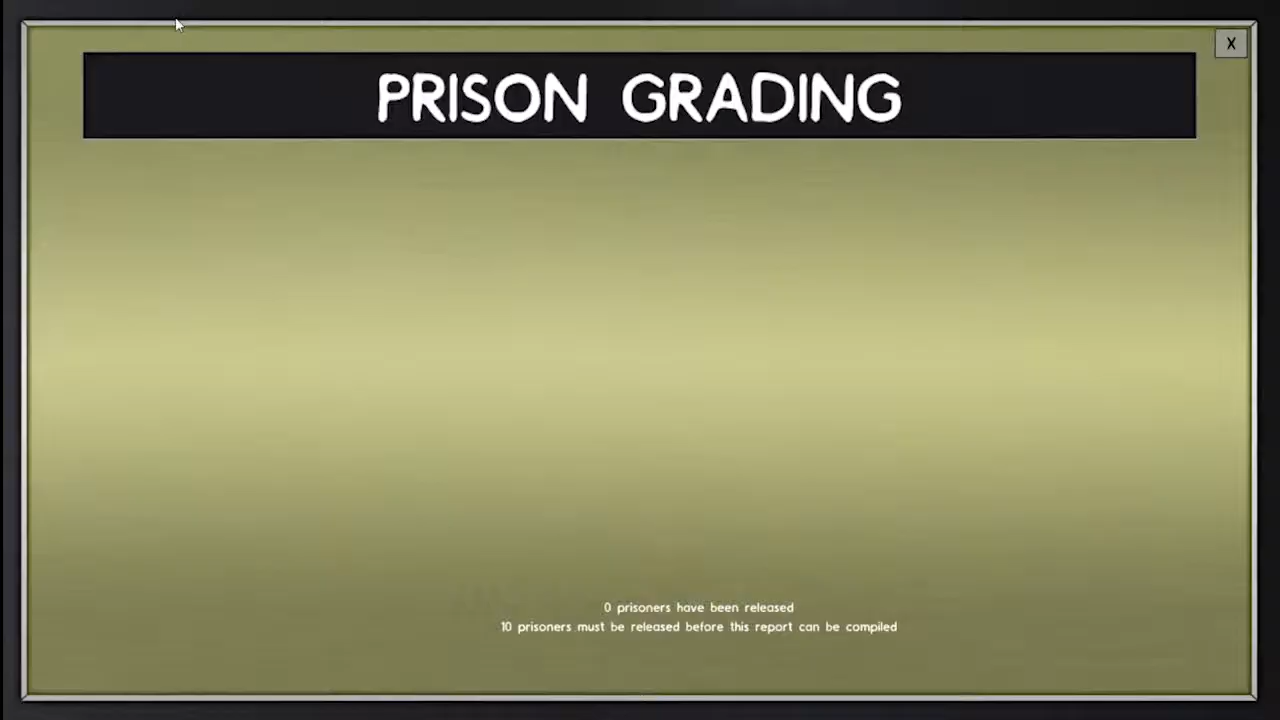 X
PRISON GRADING
0 prisoners have been released
10 prisoners must be released before this report can be compiled